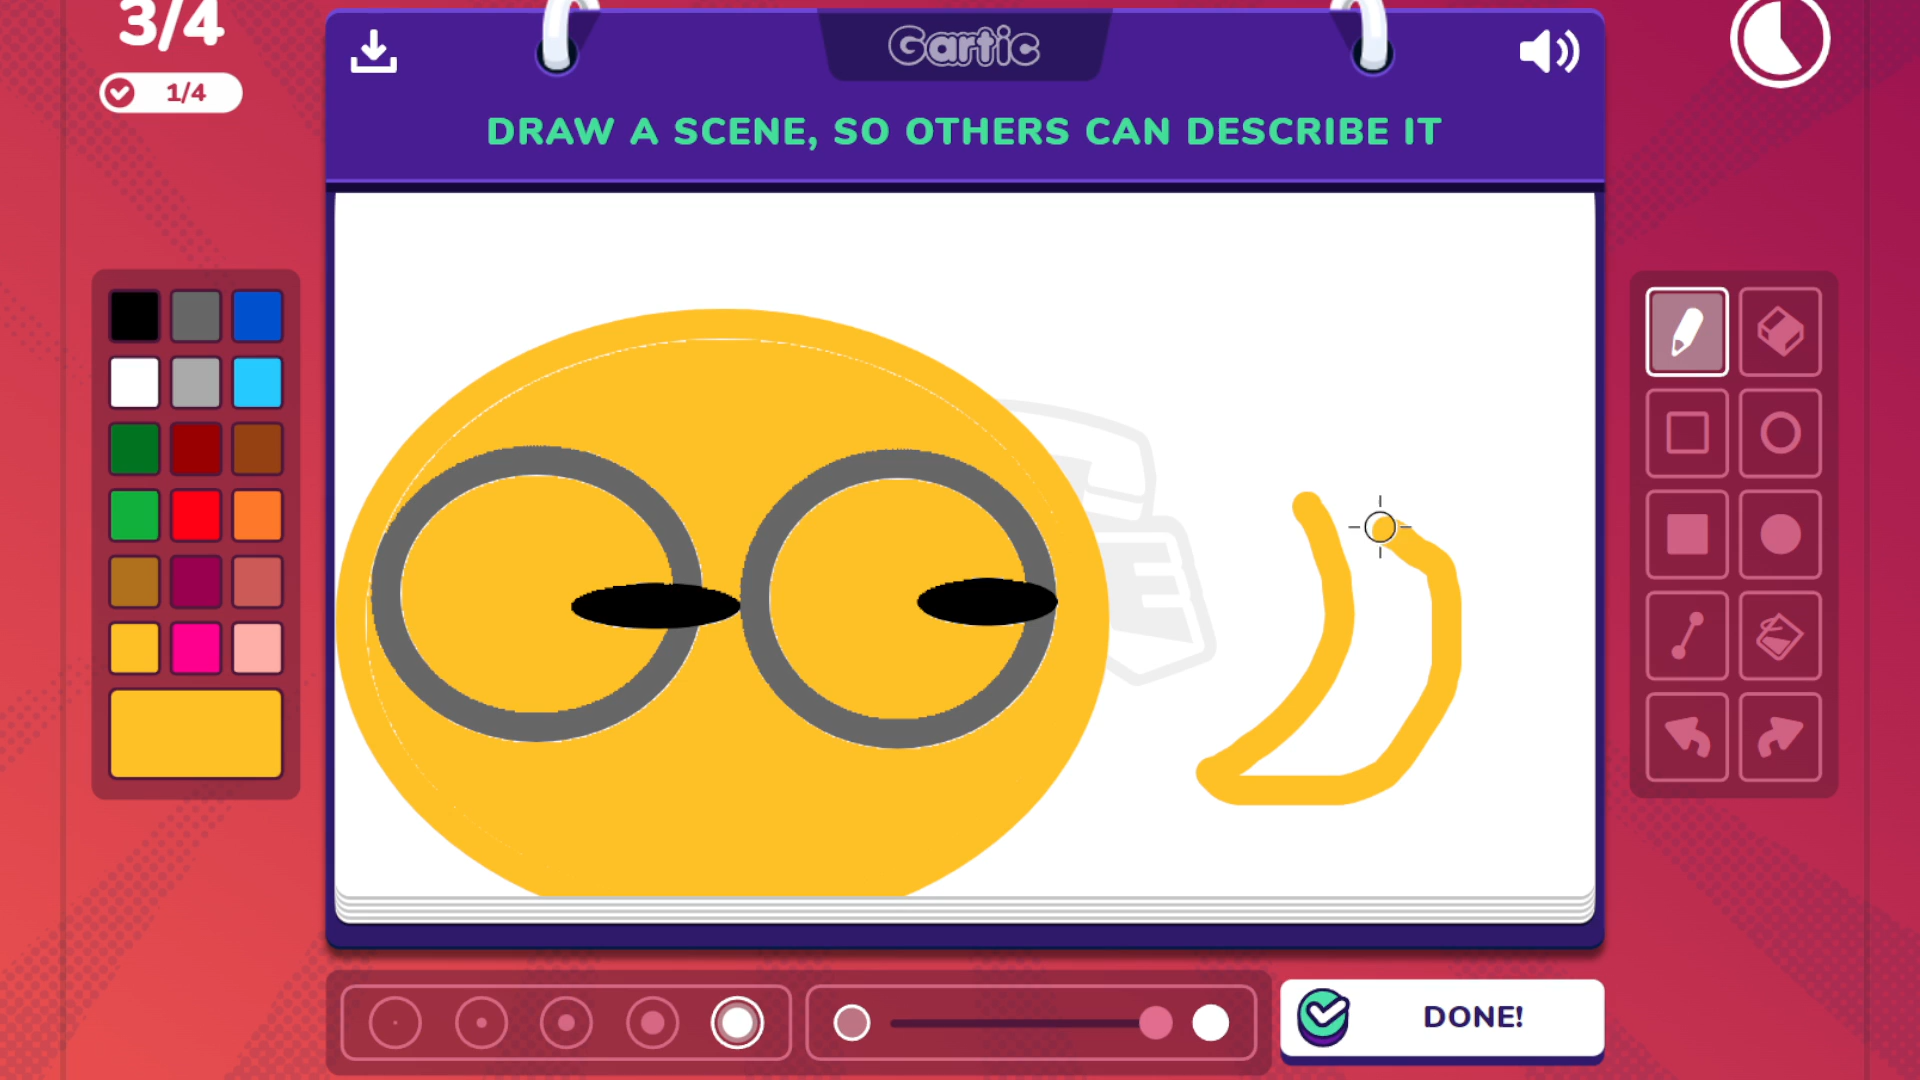 3/4
1/4
Gartic
DRAW A SCENE, SO OTHERS CAN DESCRIBE IT
DONE!